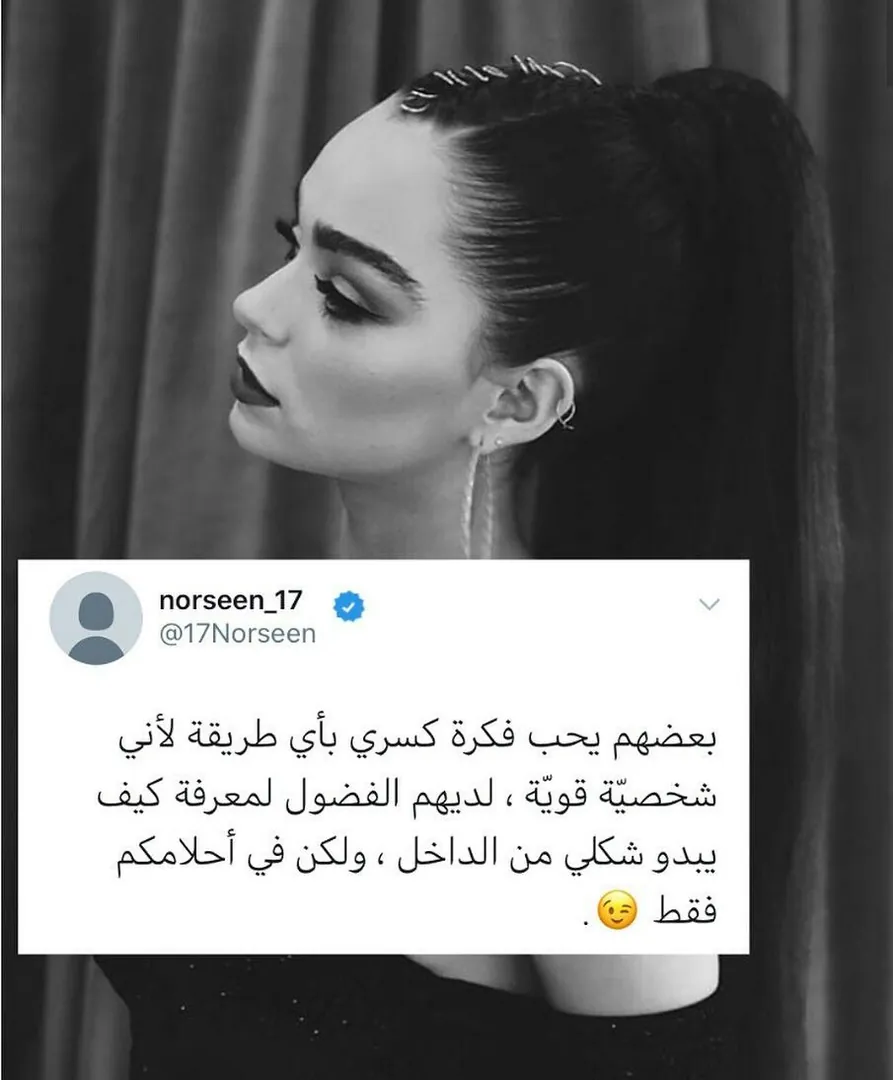 norseen_17
@17Norseen
بعضهم يحب فكرة كسري بأي طريقة لأني
شخصيّة قويّة ، لديهم الفضول لمعرفة كيف
يبدو شكلي من الداخل ، ولكن في أحلامكم
فقط 😉 .